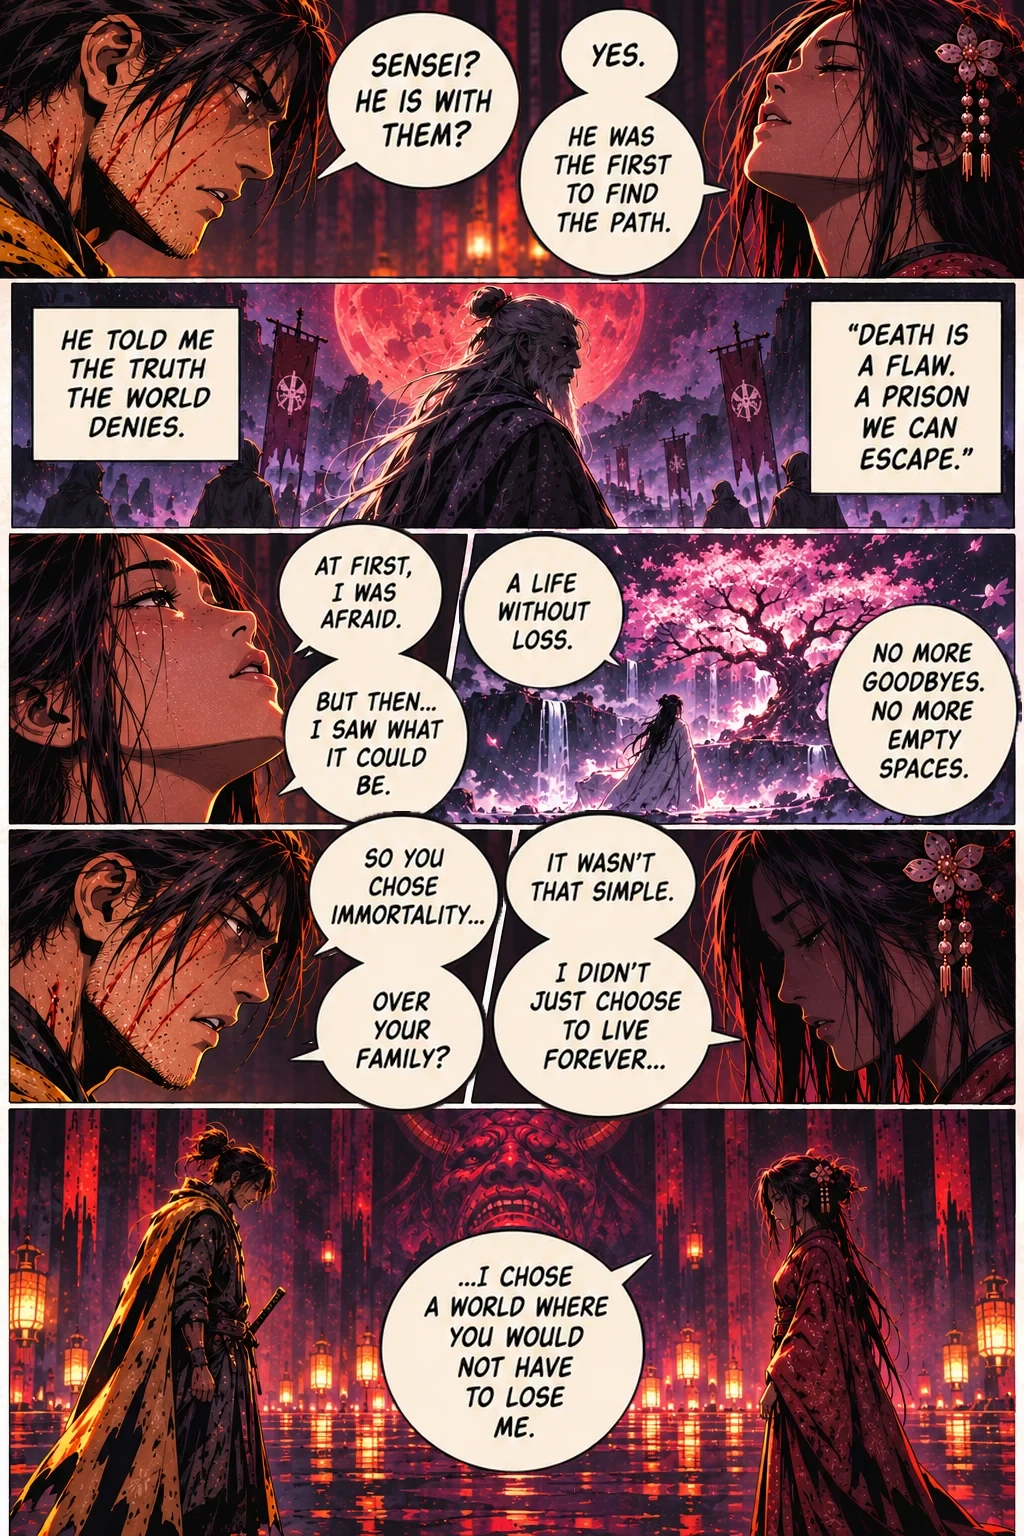 SENSEI?
HE IS WITH
THEM?
YES.
HE WAS
THE FIRST
TO FIND
THE PATH.
HE TOLD ME
THE TRUTH
THE WORLD
DENIES.
"DEATH IS
A FLAW.
A PRISON
WE CAN
ESCAPE."
AT FIRST,
I WAS
AFRAID.
BUT THEN...
I SAW WHAT
IT COULD
BE.
A LIFE
WITHOUT
LOSS.
NO MORE
GOODBYES.
NO MORE
EMPTY
SPACES.
SO YOU
CHOSE
IMMORTALITY...
OVER
YOUR
FAMILY?
IT WASN'T
THAT SIMPLE.
I DIDN'T
JUST CHOOSE
TO LIVE
FOREVER...
...I CHOSE
A WORLD WHERE
YOU WOULD
NOT HAVE
TO LOSE
ME.